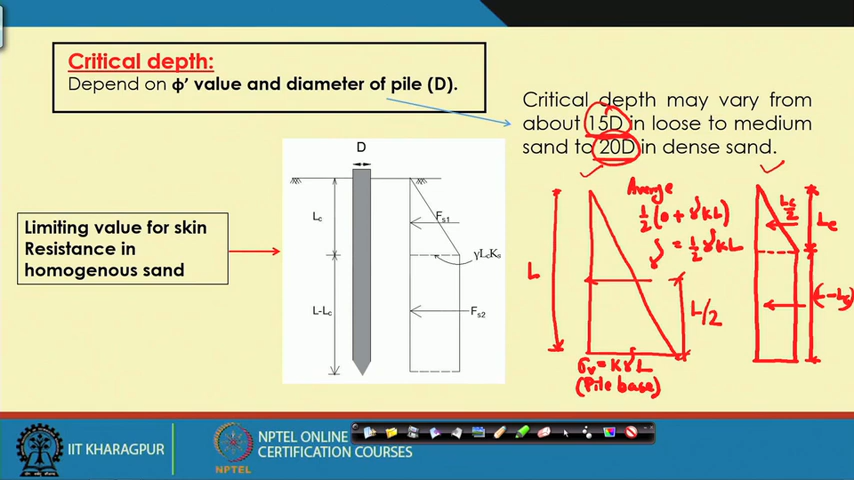 Critical depth:
Depend on ϕ’ value and diameter of pile (D).
Critical depth may vary from
about 15D in loose to medium
sand to 20D in dense sand.
Limiting value for skin
Resistance in
homogenous sand
D
Lc
L-Lc
Fs1
γLcKs
Fs2
Average
1/2 (0 + γKL)
= 1/2 γKL
L
L/2
σv = KγL
(Pile base)
Lc/2
Lc
(L-Lc)
IIT KHARAGPUR
NPTEL
NPTEL ONLINE
CERTIFICATION COURSES